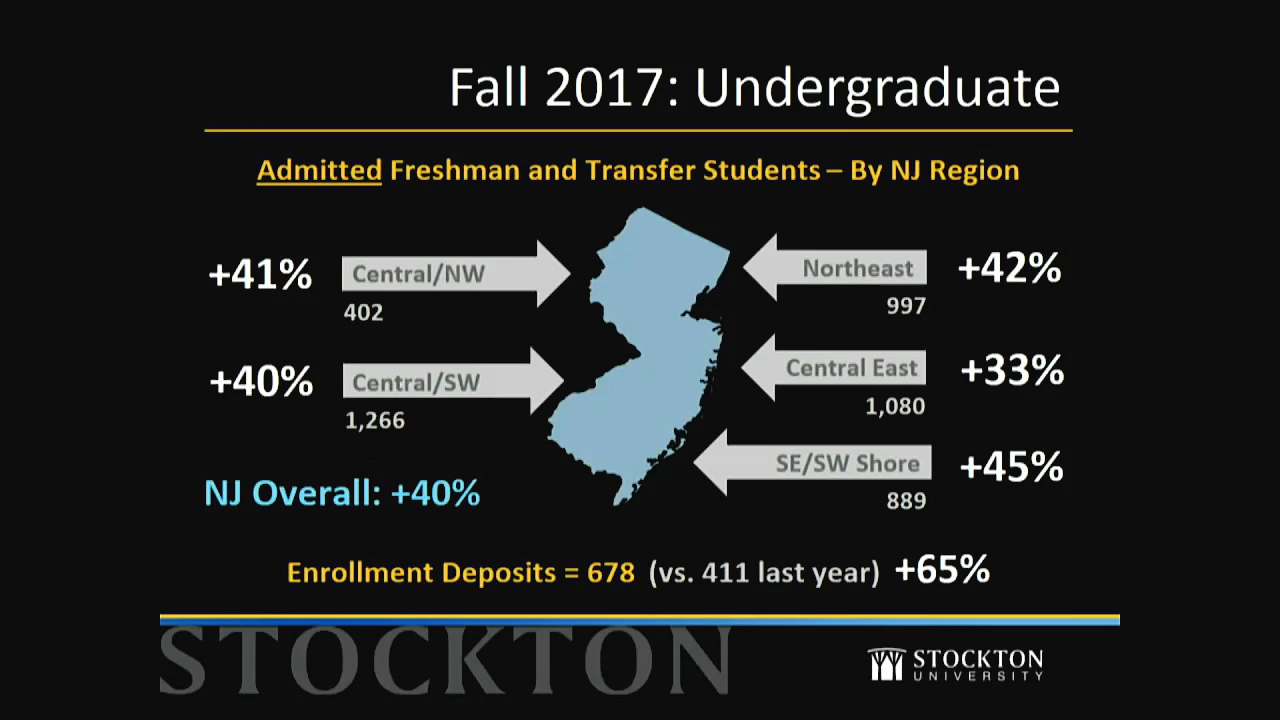 Fall 2017: Undergraduate
Admitted Freshman and Transfer Students – By NJ Region
+41%
Central/NW
402
Northeast
997
+42%
+40%
Central/SW
1,266
Central East
1,080
+33%
SE/SW Shore
889
+45%
NJ Overall: +40%
Enrollment Deposits = 678 (vs. 411 last year) +65%
STOCKTON
STOCKTON
UNIVERSITY